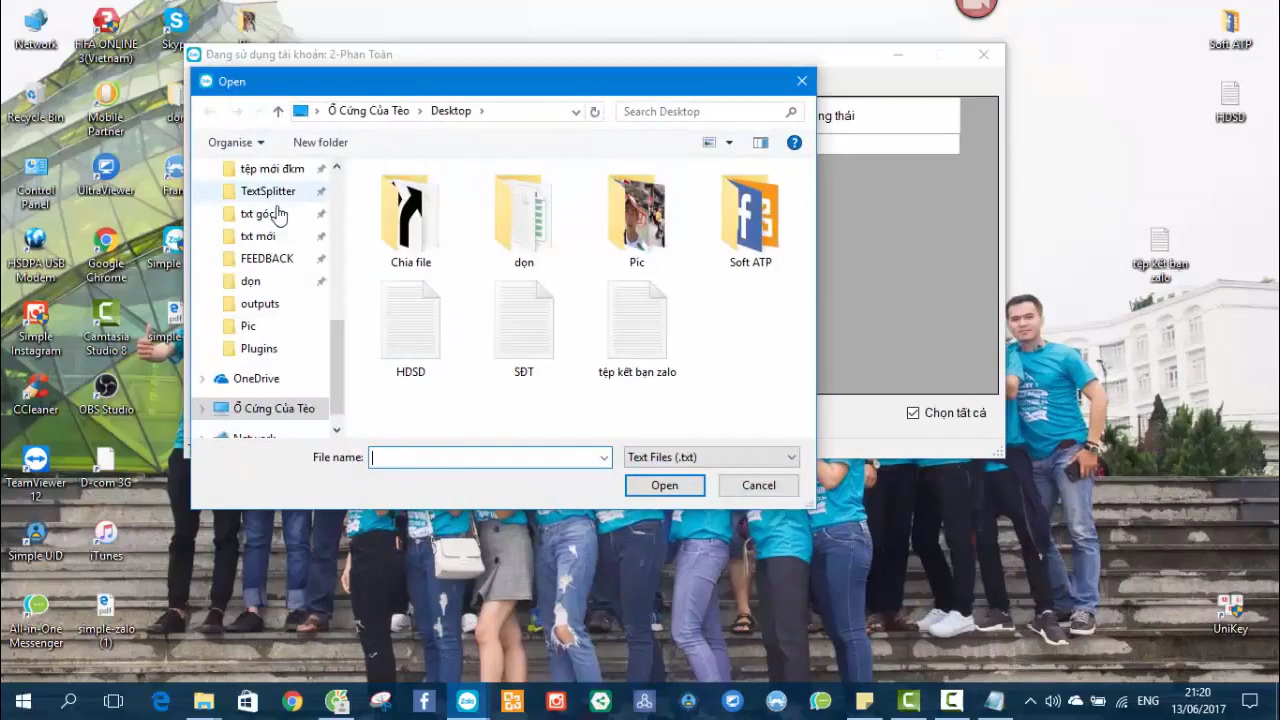 Network
FIFA ONLINE
3(Vietnam)
Recycle Bin
Mobile
Partner
Control
Panel
UltraViewer
HSDPA USB
Modem
Google
Chrome
Simple
Instagram
Camtasia
Studio 8
CCleaner
OBS Studio
TeamViewer
12
D-com 3G
Simple UID
iTunes
All-in-One
Messenger
simple-zalo
(1)
Đang sử dụng tài khoản: 2-Phan Toàn
Open
Ổ Cứng Của Tèo
Desktop
Search Desktop
Organise
New folder
tệp mới đkm
TextSplitter
txt gốc
txt mới
FEEDBACK
dọn
outputs
Pic
Plugins
OneDrive
Ổ Cứng Của Tèo
Network
Chia file
dọn
Pic
Soft ATP
HDSD
SĐT
tệp kết bạn zalo
File name:
Text Files (.txt)
Open
Cancel
ng thái
Chọn tất cả
Soft ATP
HDSD
tệp kết bạn
zalo
UniKey
ENG
21:20
13/06/2017